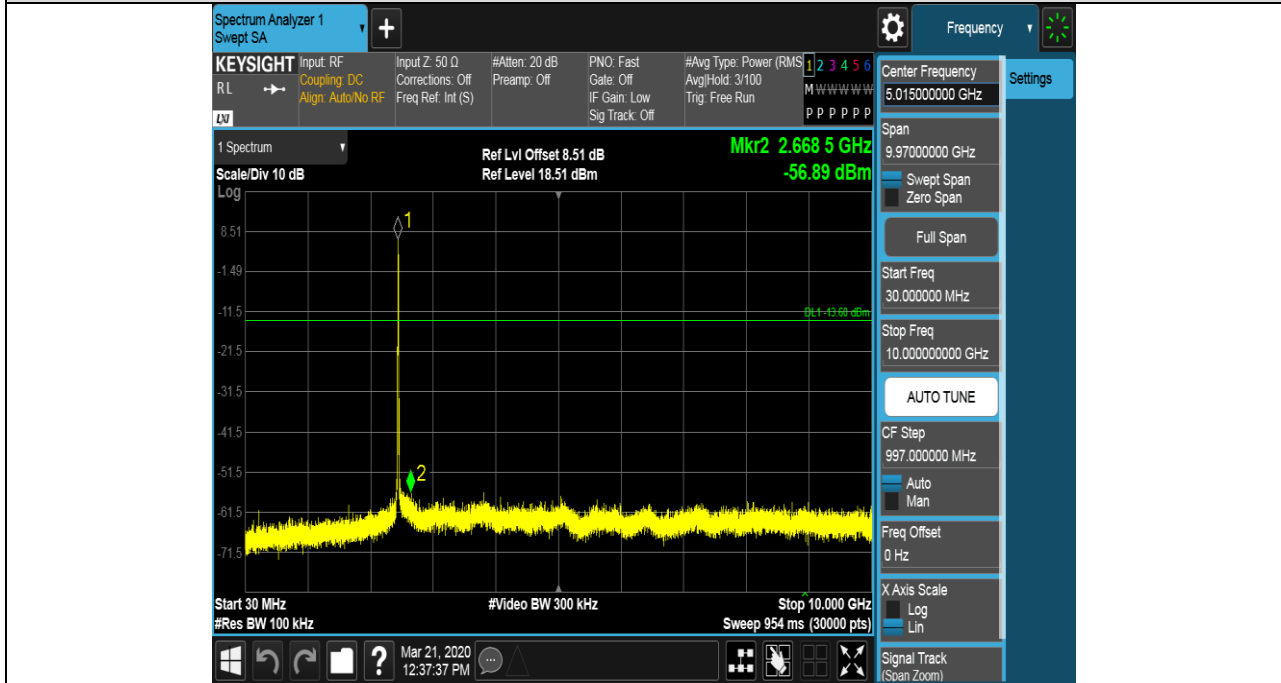 Spectrum Analyzer 1
Swept SA
+
Frequency
KEYSIGHT
RL
LXI
Input: RF
Coupling: DC
Align: Auto/No RF
Input Z: 50 Ω
Corrections: Off
Freq Ref: Int (S)
#Atten: 20 dB
Preamp: Off
PNO: Fast
Gate: Off
IF Gain: Low
Sig Track: Off
#Avg Type: Power (RMS
Avg|Hold: 3/100
Trig: Free Run
1 2 3 4 5 6
M W W W W W
P P P P P P
1 Spectrum
Scale/Div 10 dB
Log
Ref Lvl Offset 8.51 dB
Ref Level 18.51 dBm
Mkr2 2.668 5 GHz
-56.89 dBm
1
8.51
-1.49
-11.5
DL1 -13.60 dBm
-21.5
-31.5
-41.5
-51.5
2
-61.5
-71.5
Start 30 MHz
#Video BW 300 kHz
Stop 10.000 GHz
#Res BW 100 kHz
Sweep 954 ms (30000 pts)
?
Mar 21, 2020
12:37:37 PM
Center Frequency
5.015000000 GHz
Settings
Span
9.97000000 GHz
Swept Span
Zero Span
Full Span
Start Freq
30.000000 MHz
Stop Freq
10.000000000 GHz
AUTO TUNE
CF Step
997.000000 MHz
Auto
Man
Freq Offset
0 Hz
X Axis Scale
Log
Lin
Signal Track
(Span Zoom)